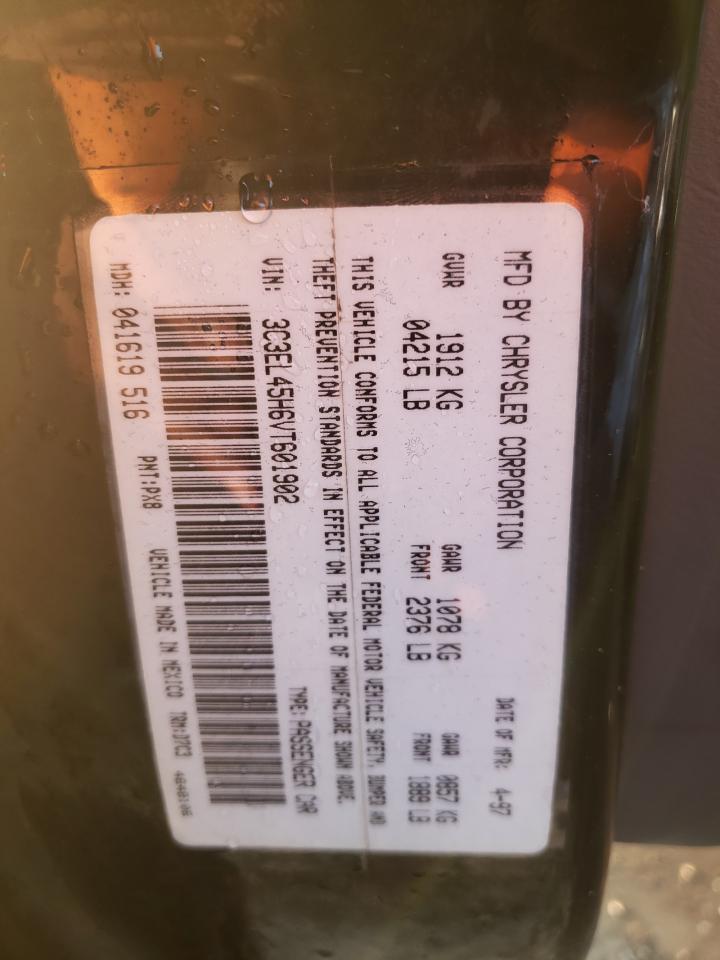 MFD BY CHRYSLER CORPORATION DATE OF MFR: 4-97
GVWR 1912 KG GAWR 1078 KG GAWR 0857 KG
04215 LB FRONT 2376 LB FRONT 1889 LB
THIS VEHICLE CONFORMS TO ALL APPLICABLE FEDERAL MOTOR VEHICLE SAFETY, BUMPER AND
THEFT PREVENTION STANDARDS IN EFFECT ON THE DATE OF MANUFACTURE SHOWN ABOVE.
VIN: 3C3EL45H6VT601902 TYPE: PASSENGER CAR
MDH: 041619 516 PNT:PX8 VEHICLE MADE IN MEXICO TRM:D7C3